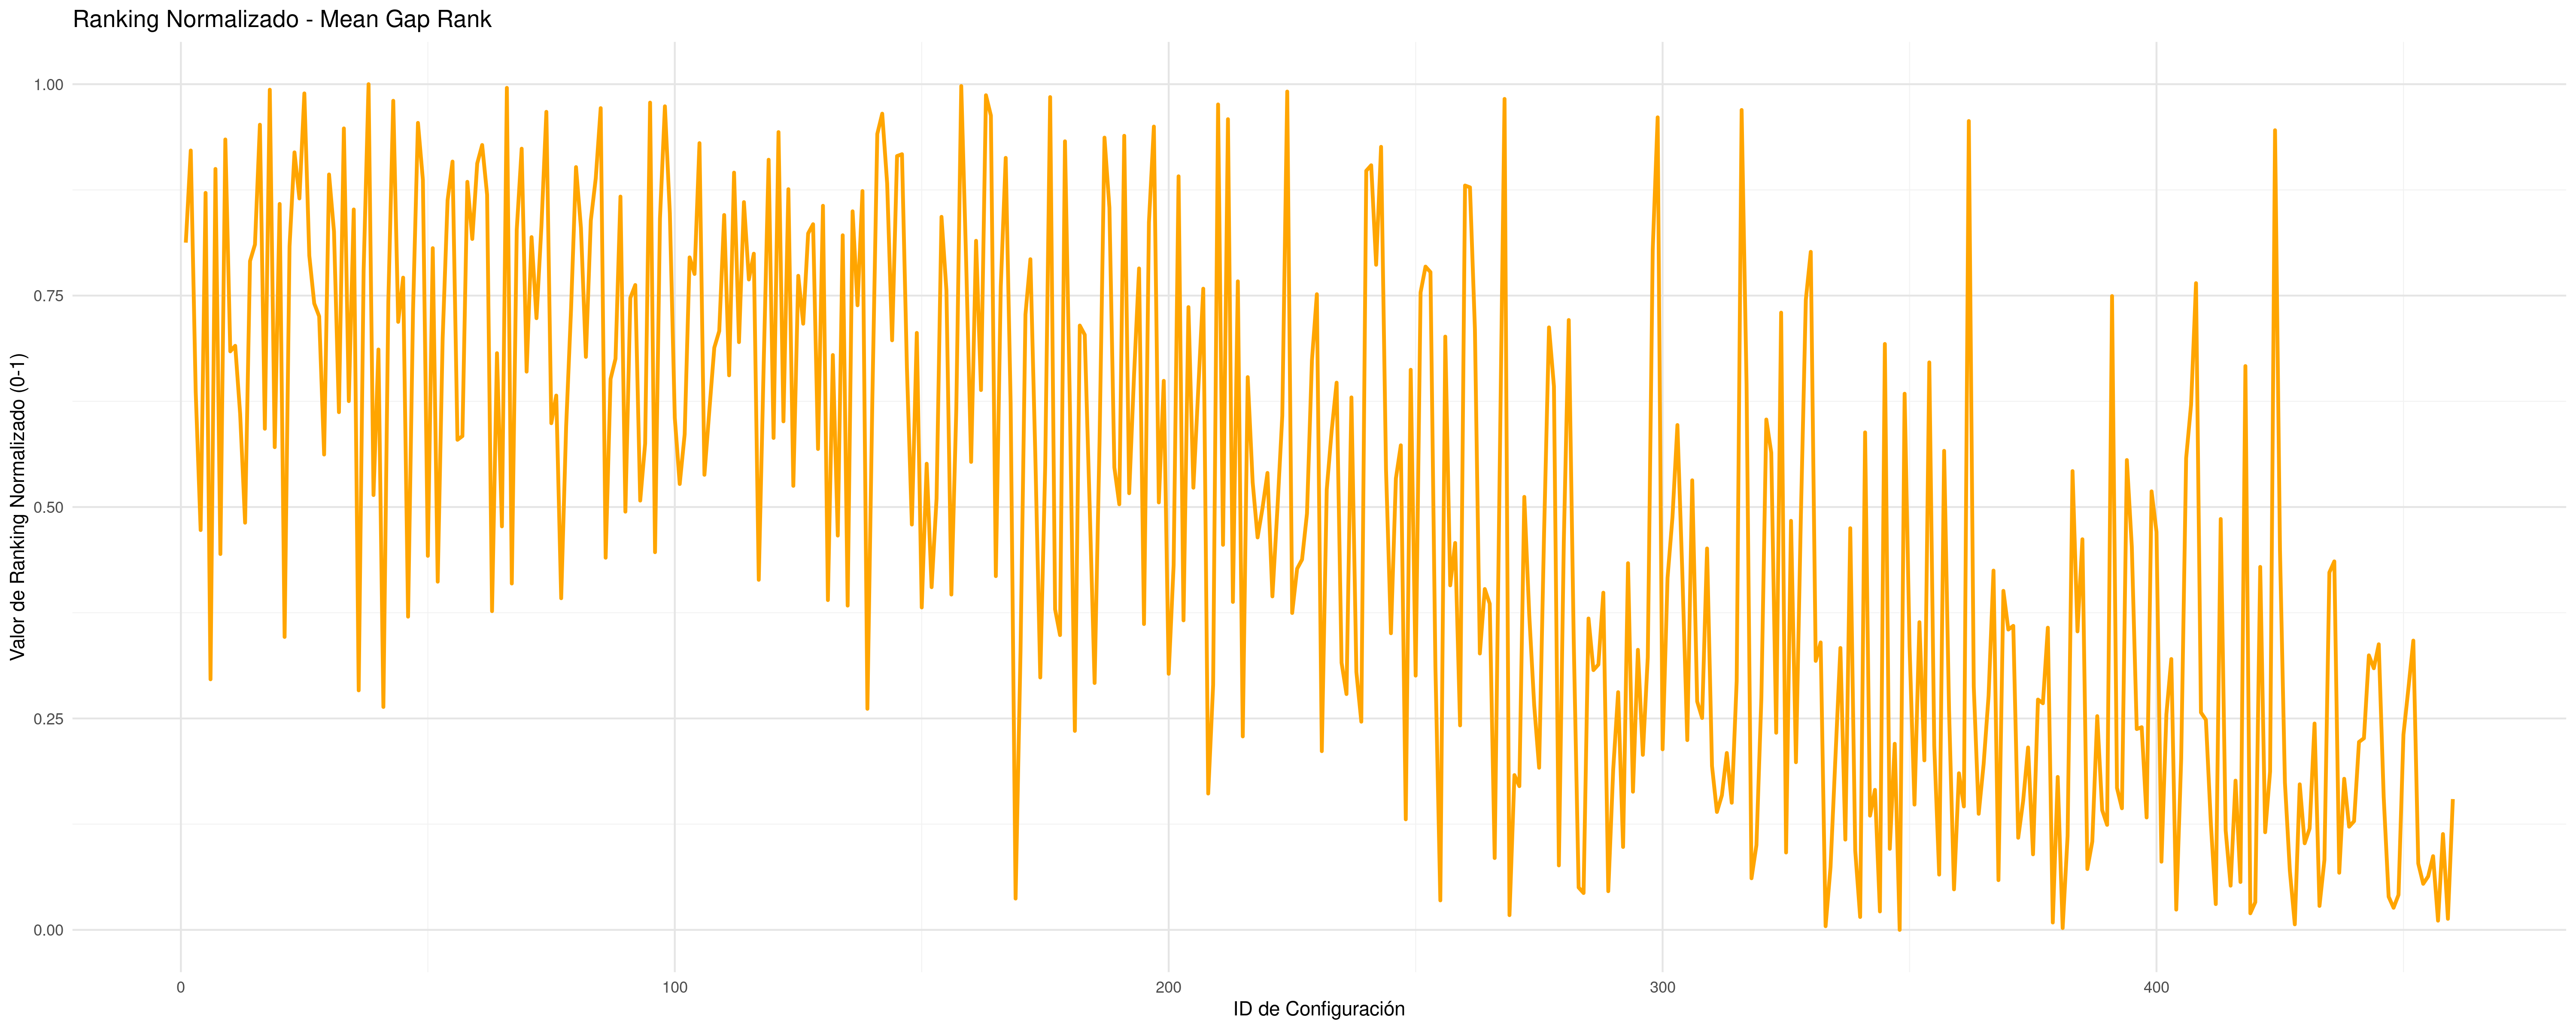 Ranking Normalizado - Mean Gap Rank
Valor de Ranking Normalizado (0-1)
1.00
0.75
0.50
0.25
0.00
0 100 200 300 400
ID de Configuración